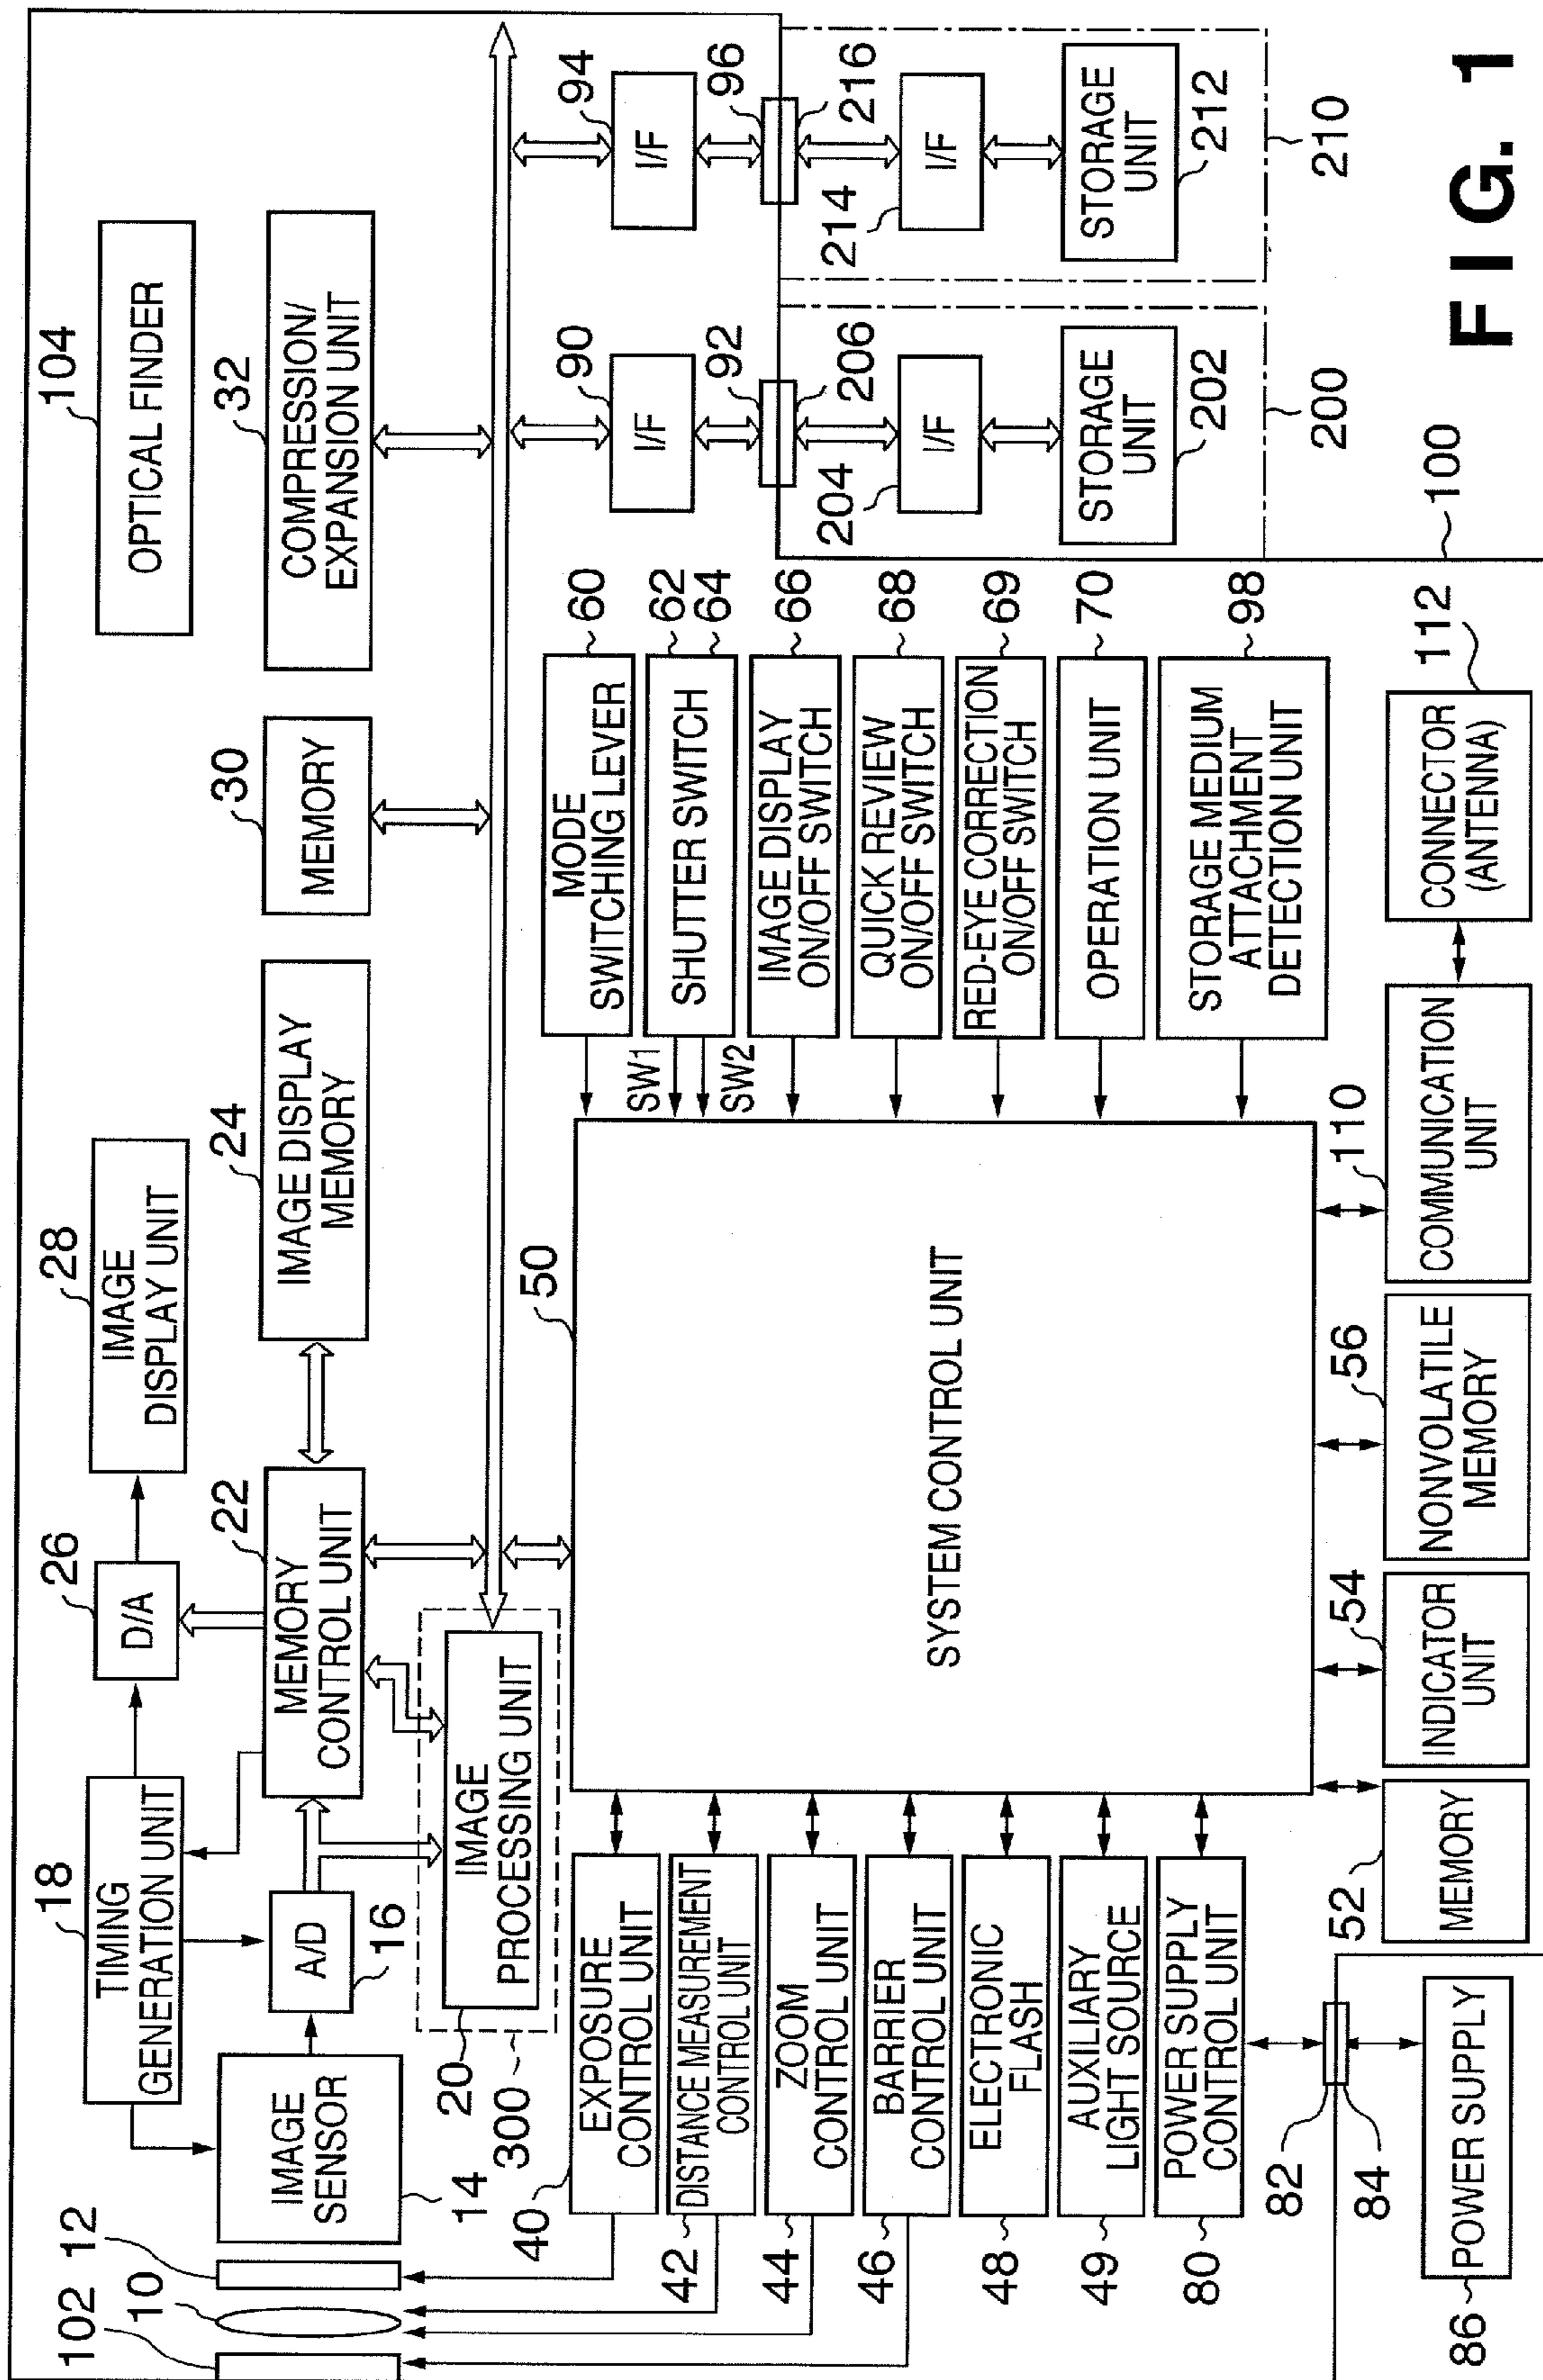 102
10
12
IMAGE
SENSOR
14
18
TIMING
GENERATION UNIT
A/D
16
26
D/A
28
IMAGE
DISPLAY UNIT
22
MEMORY
CONTROL UNIT
24
IMAGE DISPLAY
MEMORY
30
MEMORY
104
OPTICAL FINDER
32
COMPRESSION/
EXPANSION UNIT
20
300
IMAGE
PROCESSING UNIT
40
EXPOSURE
CONTROL UNIT
42
DISTANCE MEASUREMENT
CONTROL UNIT
44
ZOOM
CONTROL UNIT
46
BARRIER
CONTROL UNIT
48
ELECTRONIC
FLASH
49
AUXILIARY
LIGHT SOURCE
80
POWER SUPPLY
CONTROL UNIT
82
84
86
POWER SUPPLY
50
SYSTEM CONTROL UNIT
MODE
SWITCHING LEVER
60
SW1
SW2
SHUTTER SWITCH
62
64
IMAGE DISPLAY
ON/OFF SWITCH
66
QUICK REVIEW
ON/OFF SWITCH
68
RED-EYE CORRECTION
ON/OFF SWITCH
69
OPERATION UNIT
70
STORAGE MEDIUM
ATTACHMENT
DETECTION UNIT
98
52
MEMORY
54
INDICATOR
UNIT
56
NONVOLATILE
MEMORY
110
COMMUNICATION
UNIT
112
CONNECTOR
(ANTENNA)
100
90
I/F
92
206
204
I/F
STORAGE
UNIT
202
200
94
I/F
96
216
214
I/F
STORAGE
UNIT
212
210
FIG. 1